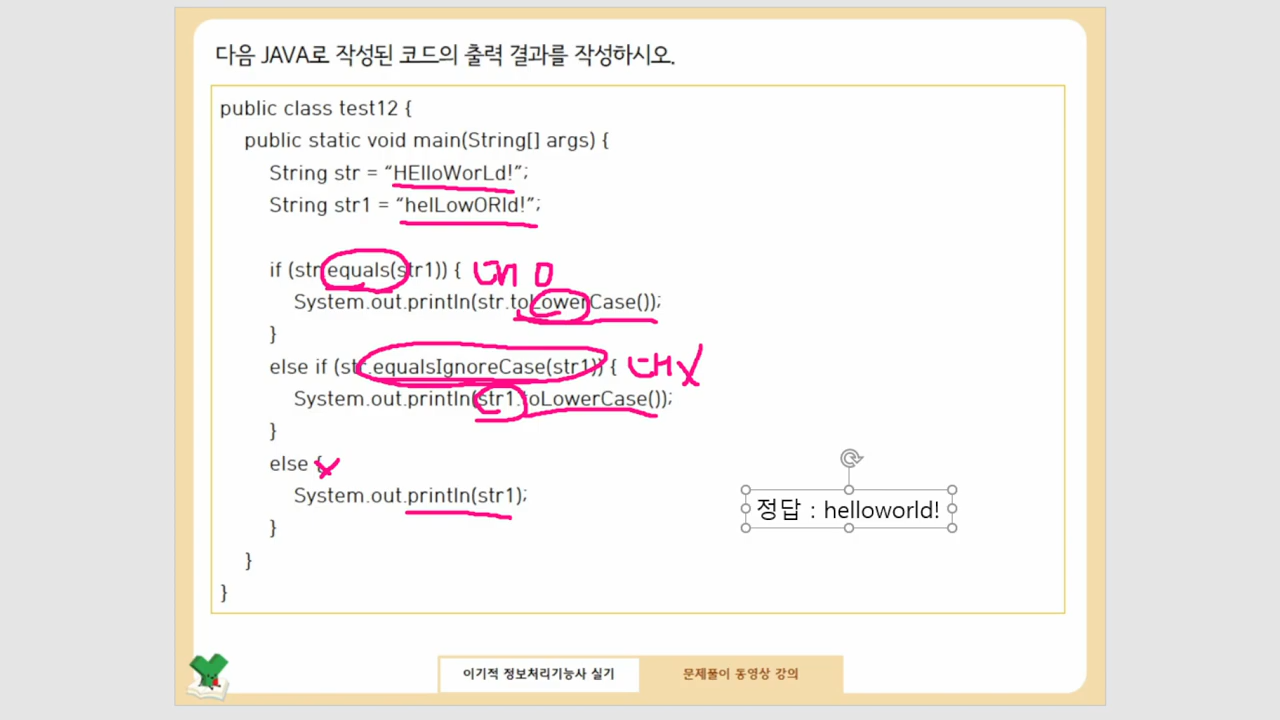 다음 JAVA로 작성된 코드의 출력 결과를 작성하시오.
public class test12 {
public static void main(String[] args) {
String str = “HElloWorLd!”;
String str1 = “helLowORld!”;
if (str.equals(str1)) {
대 O
System.out.println(str.toLowerCase());
}
else if (str.equalsIgnoreCase(str1)) {
대 X
System.out.println(str1.toLowerCase());
}
else {
System.out.println(str1);
}
}
}
정답 : helloworld!
이기적 정보처리기능사 실기
문제풀이 동영상 강의